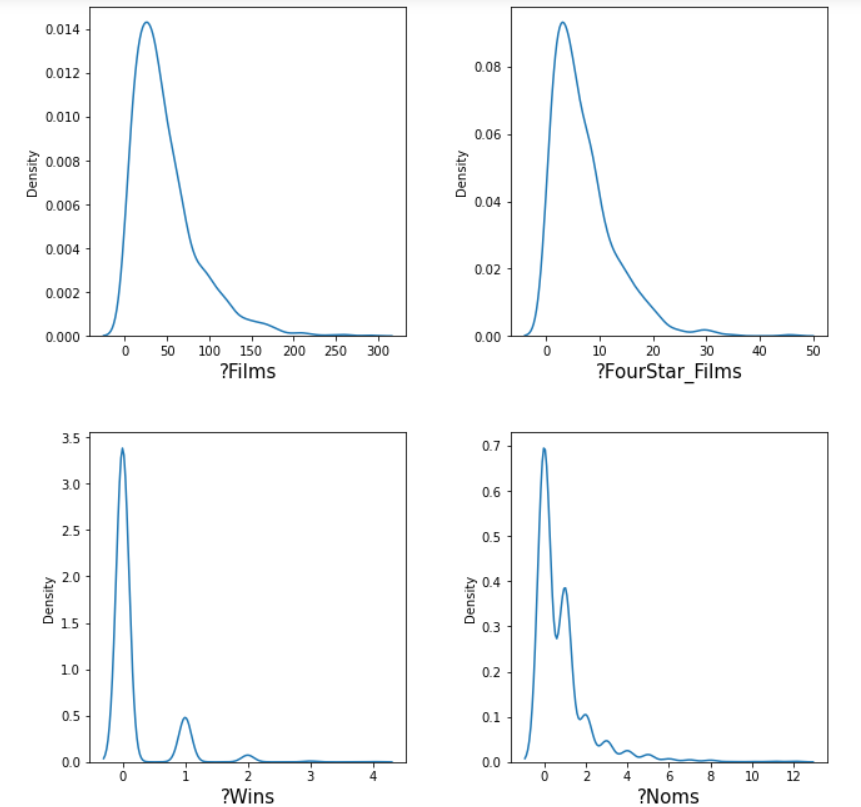 0.014
0.012
0.010
0.008
0.006
0.004
0.002
0.000
Density
0 50 100 150 200 250 300
?Films
0.08
0.06
0.04
0.02
0.00
Density
0 10 20 30 40 50
?FourStar_Films
3.5
3.0
2.5
2.0
1.5
1.0
0.5
0.0
Density
0 1 2 3 4
?Wins
0.7
0.6
0.5
0.4
0.3
0.2
0.1
0.0
Density
0 2 4 6 8 10 12
?Noms